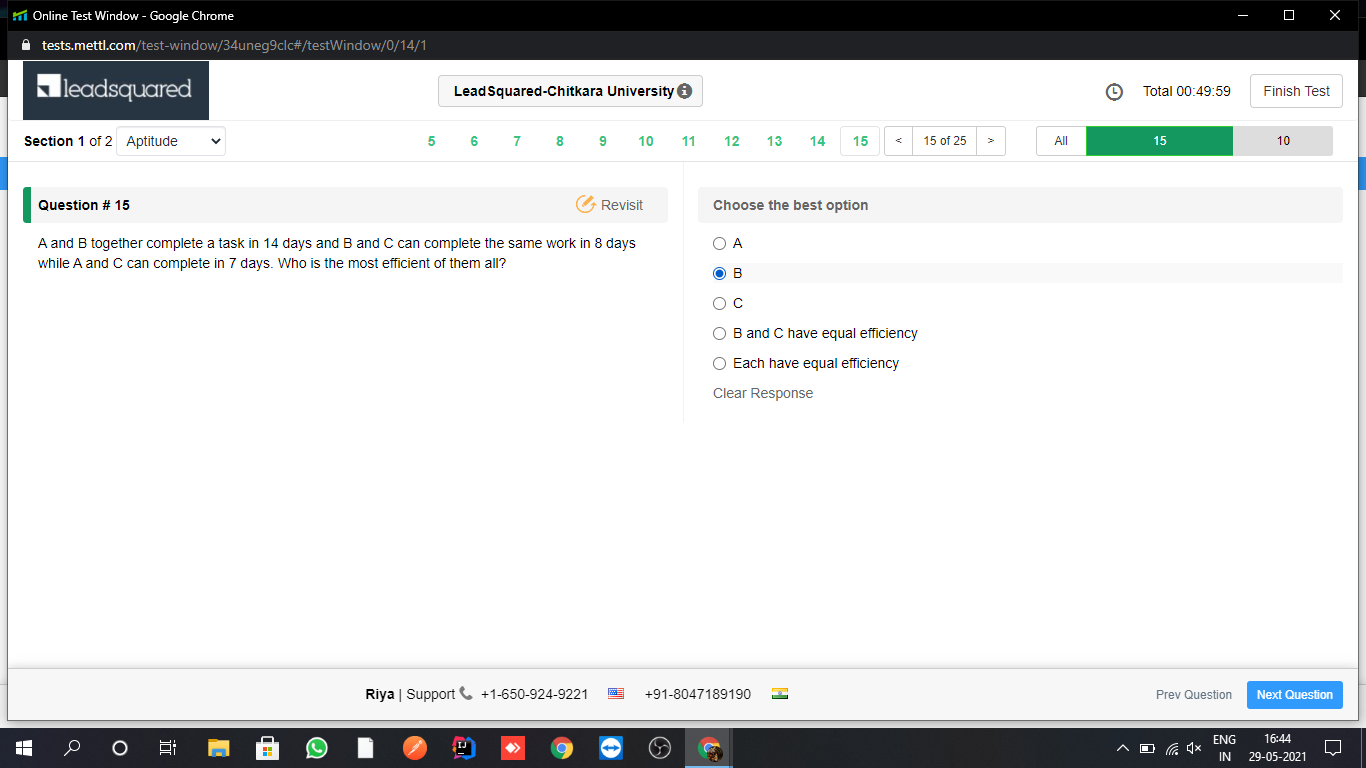 Online Test Window - Google Chrome
tests.mettl.com/test-window/34uneg9clc#/testWindow/0/14/1
leadsquared
LeadSquared-Chitkara University
Total 00:49:59
Finish Test
Section 1 of 2 Aptitude
5 6 7 8 9 10 11 12 13 14 15 < 15 of 25 >
All 15 10
Question # 15
Revisit
A and B together complete a task in 14 days and B and C can complete the same work in 8 days
while A and C can complete in 7 days. Who is the most efficient of them all?
Choose the best option
A
B
C
B and C have equal efficiency
Each have equal efficiency
Clear Response
Riya | Support +1-650-924-9221 +91-8047189190
Prev Question
Next Question
ENG
IN
16:44
29-05-2021